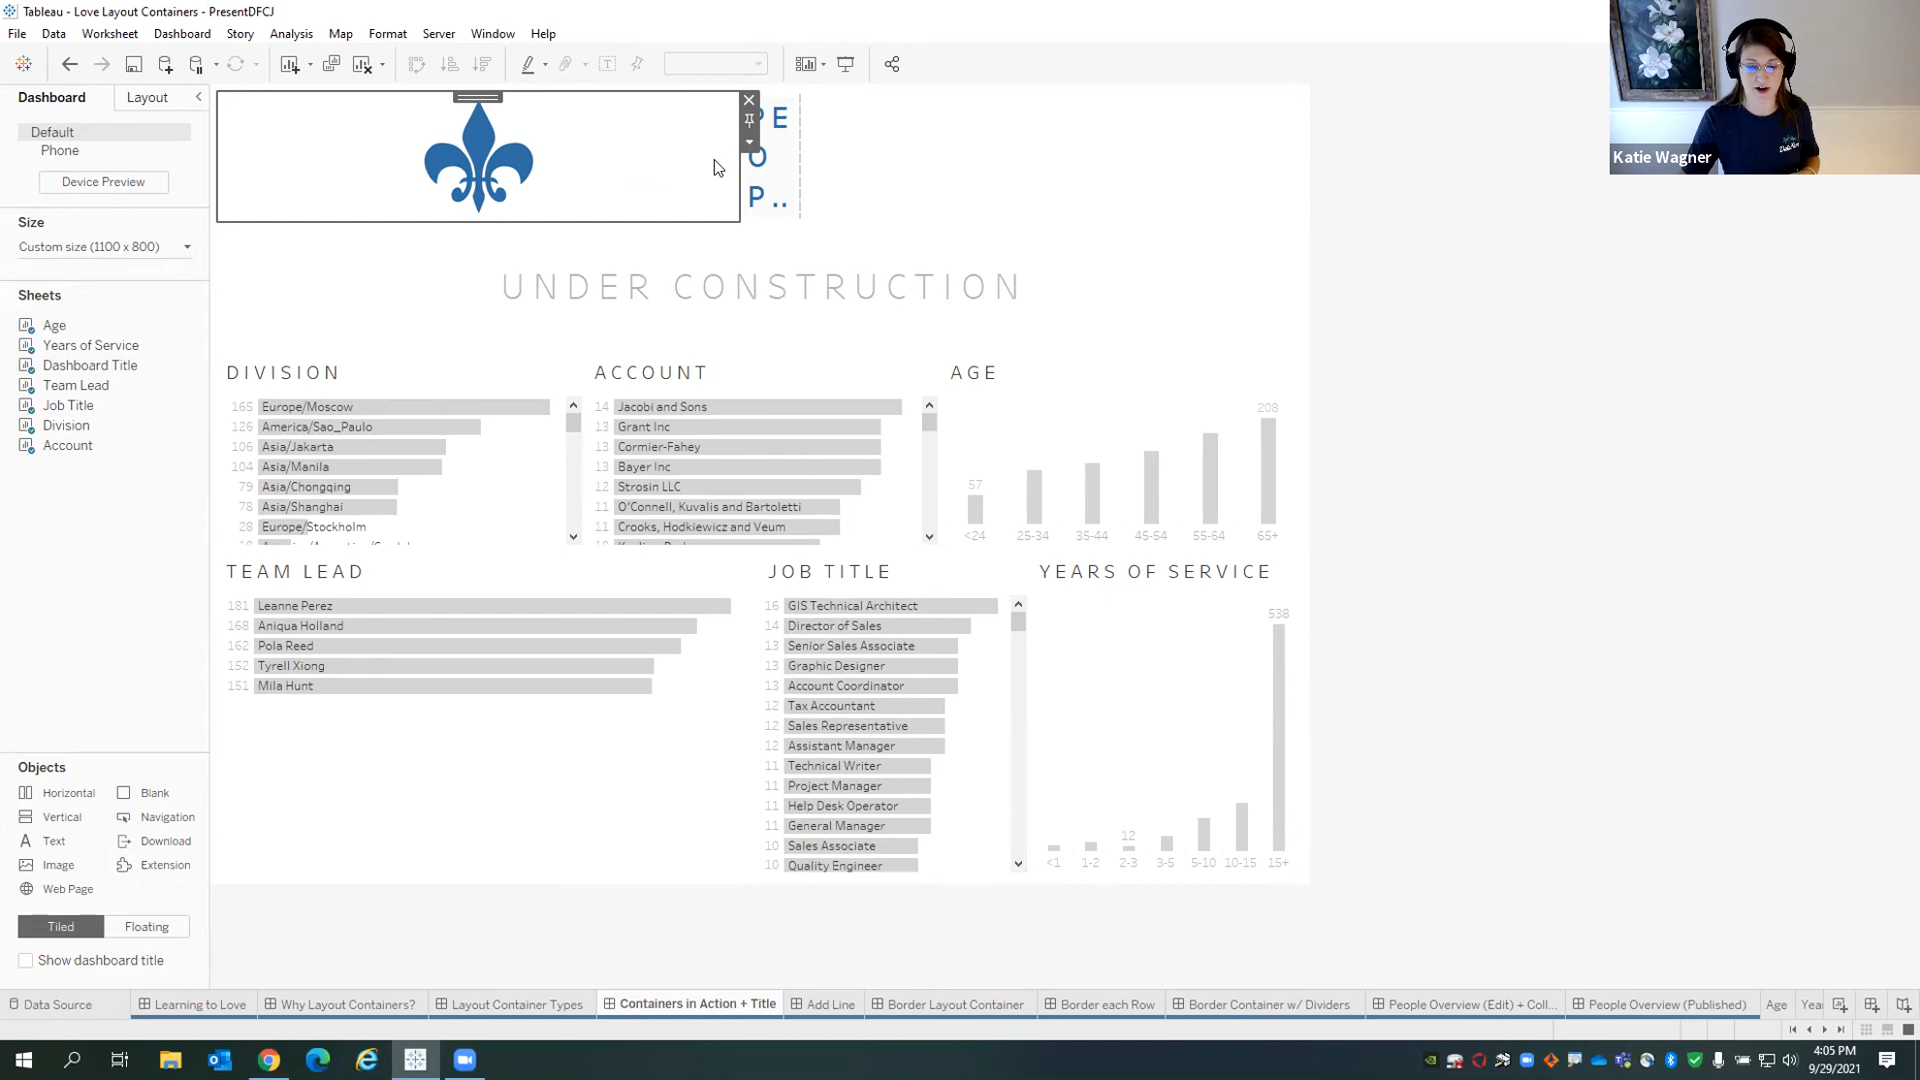 Tableau - Love Layout Containers - PresentDFCJ
File Data Worksheet Dashboard Story Analysis Map Format Server Window Help
Dashboard Layout
Default
Phone
Device Preview
Size
Custom size (1100 x 800)
Sheets
Age
Years of Service
Dashboard Title
Team Lead
Job Title
Division
Account
Objects
Horizontal Blank
Vertical Navigation
Text Download
Image Extension
Web Page
Tiled Floating
Show dashboard title
P E
O
P ..
UNDER CONSTRUCTION
DIVISION
165 Europe/Moscow
126 America/Sao_Paulo
106 Asia/Jakarta
104 Asia/Manila
79 Asia/Chongqing
78 Asia/Shanghai
28 Europe/Stockholm
ACCOUNT
14 Jacobi and Sons
13 Grant Inc
13 Cormier-Fahey
13 Bayer Inc
12 Strosin LLC
11 O'Connell, Kuvalis and Bartoletti
11 Crooks, Hodkiewicz and Veum
AGE
208
57
<24 25-34 35-44 45-54 55-64 65+
TEAM LEAD
181 Leanne Perez
168 Aniqua Holland
162 Pola Reed
152 Tyrell Xiong
151 Mila Hunt
JOB TITLE
16 GIS Technical Architect
14 Director of Sales
13 Senior Sales Associate
13 Graphic Designer
13 Account Coordinator
12 Tax Accountant
12 Sales Representative
12 Assistant Manager
11 Technical Writer
11 Project Manager
11 Help Desk Operator
11 General Manager
10 Sales Associate
10 Quality Engineer
YEARS OF SERVICE
538
12
<1 1-2 2-3 3-5 5-10 10-15 15+
Katie Wagner
Data Source Learning to Love Why Layout Containers? Layout Container Types Containers in Action + Title Add Line Border Layout Container Border each Row Border Container w/ Dividers People Overview (Edit) + Coll... People Overview (Published) Age Yea
4:05 PM
9/29/2021